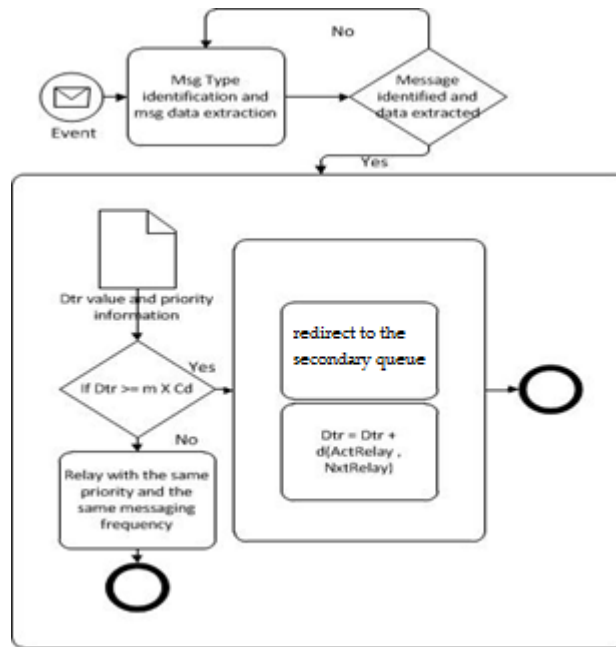 No
Msg Type
identification and
msg data extraction
Message
identified and
data extracted
Event
Yes
Dtr value and priority
information
If Dtr >= m X Cd
Yes
redirect to the
secondary queue
Dtr = Dtr +
d(ActRelay ,
NxtRelay)
No
Relay with the same
priority and the
same messaging
frequency